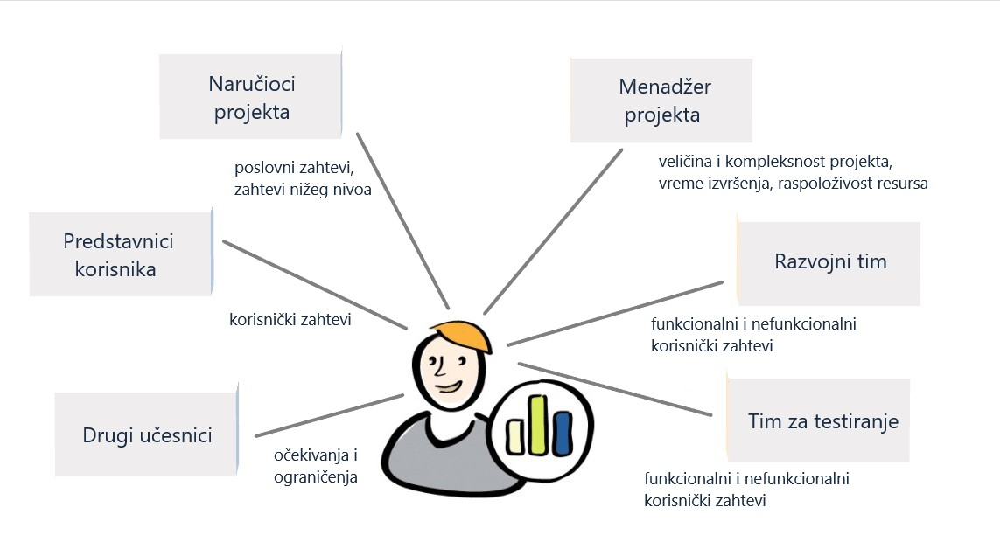 Naručioci
projekta
poslovni zahtevi,
zahtevi nižeg nivoa
Menadžer
projekta
veličina i kompleksnost projekta,
vreme izvršenja, raspoloživost resursa
Predstavnici
korisnika
korisnički zahtevi
Razvojni tim
funkcionalni i nefunkcionalni
korisnički zahtevi
Drugi učesnici
očekivanja i
ograničenja
Tim za testiranje
funkcionalni i nefunkcionalni
korisnički zahtevi